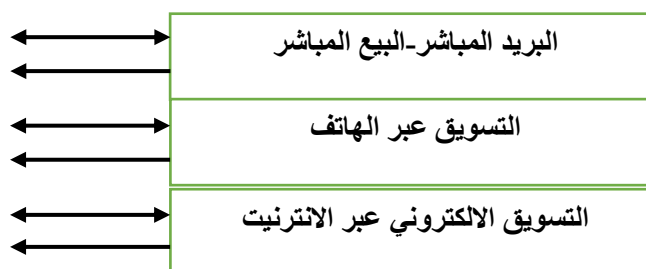 البريد المباشر-البيع المباشر
التسويق عبر الهاتف
التسويق الالكتروني عبر الانترنيت